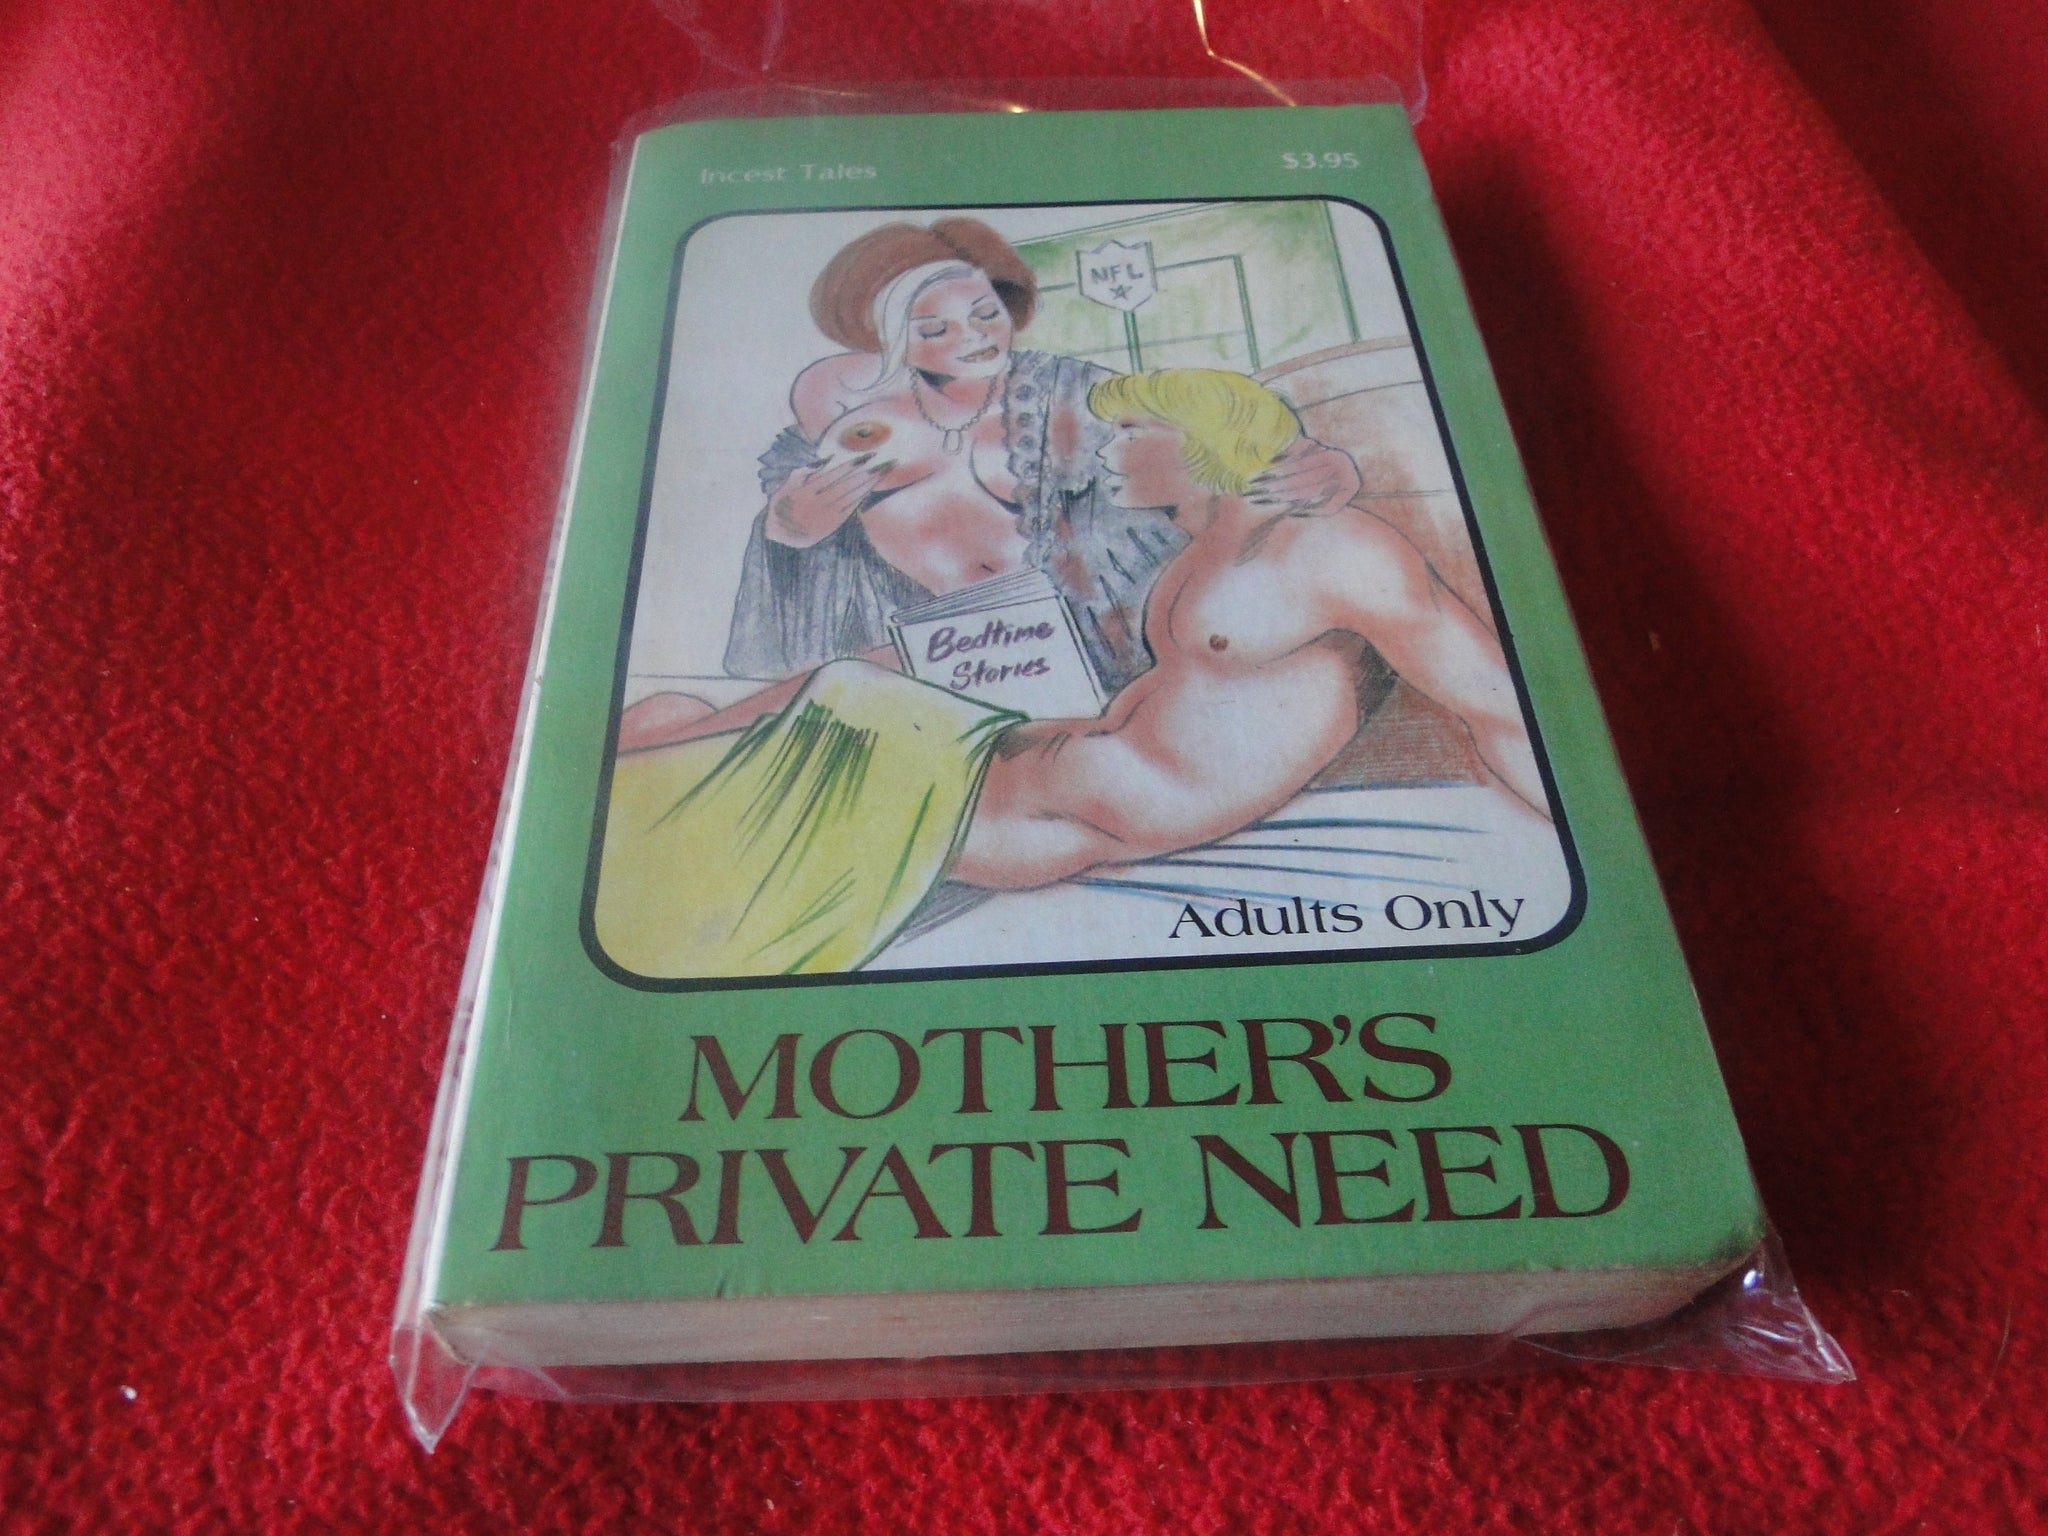 Incest Tales
$3.95
NFL
Bedtime
Stories
Adults Only
MOTHER'S
PRIVATE NEED